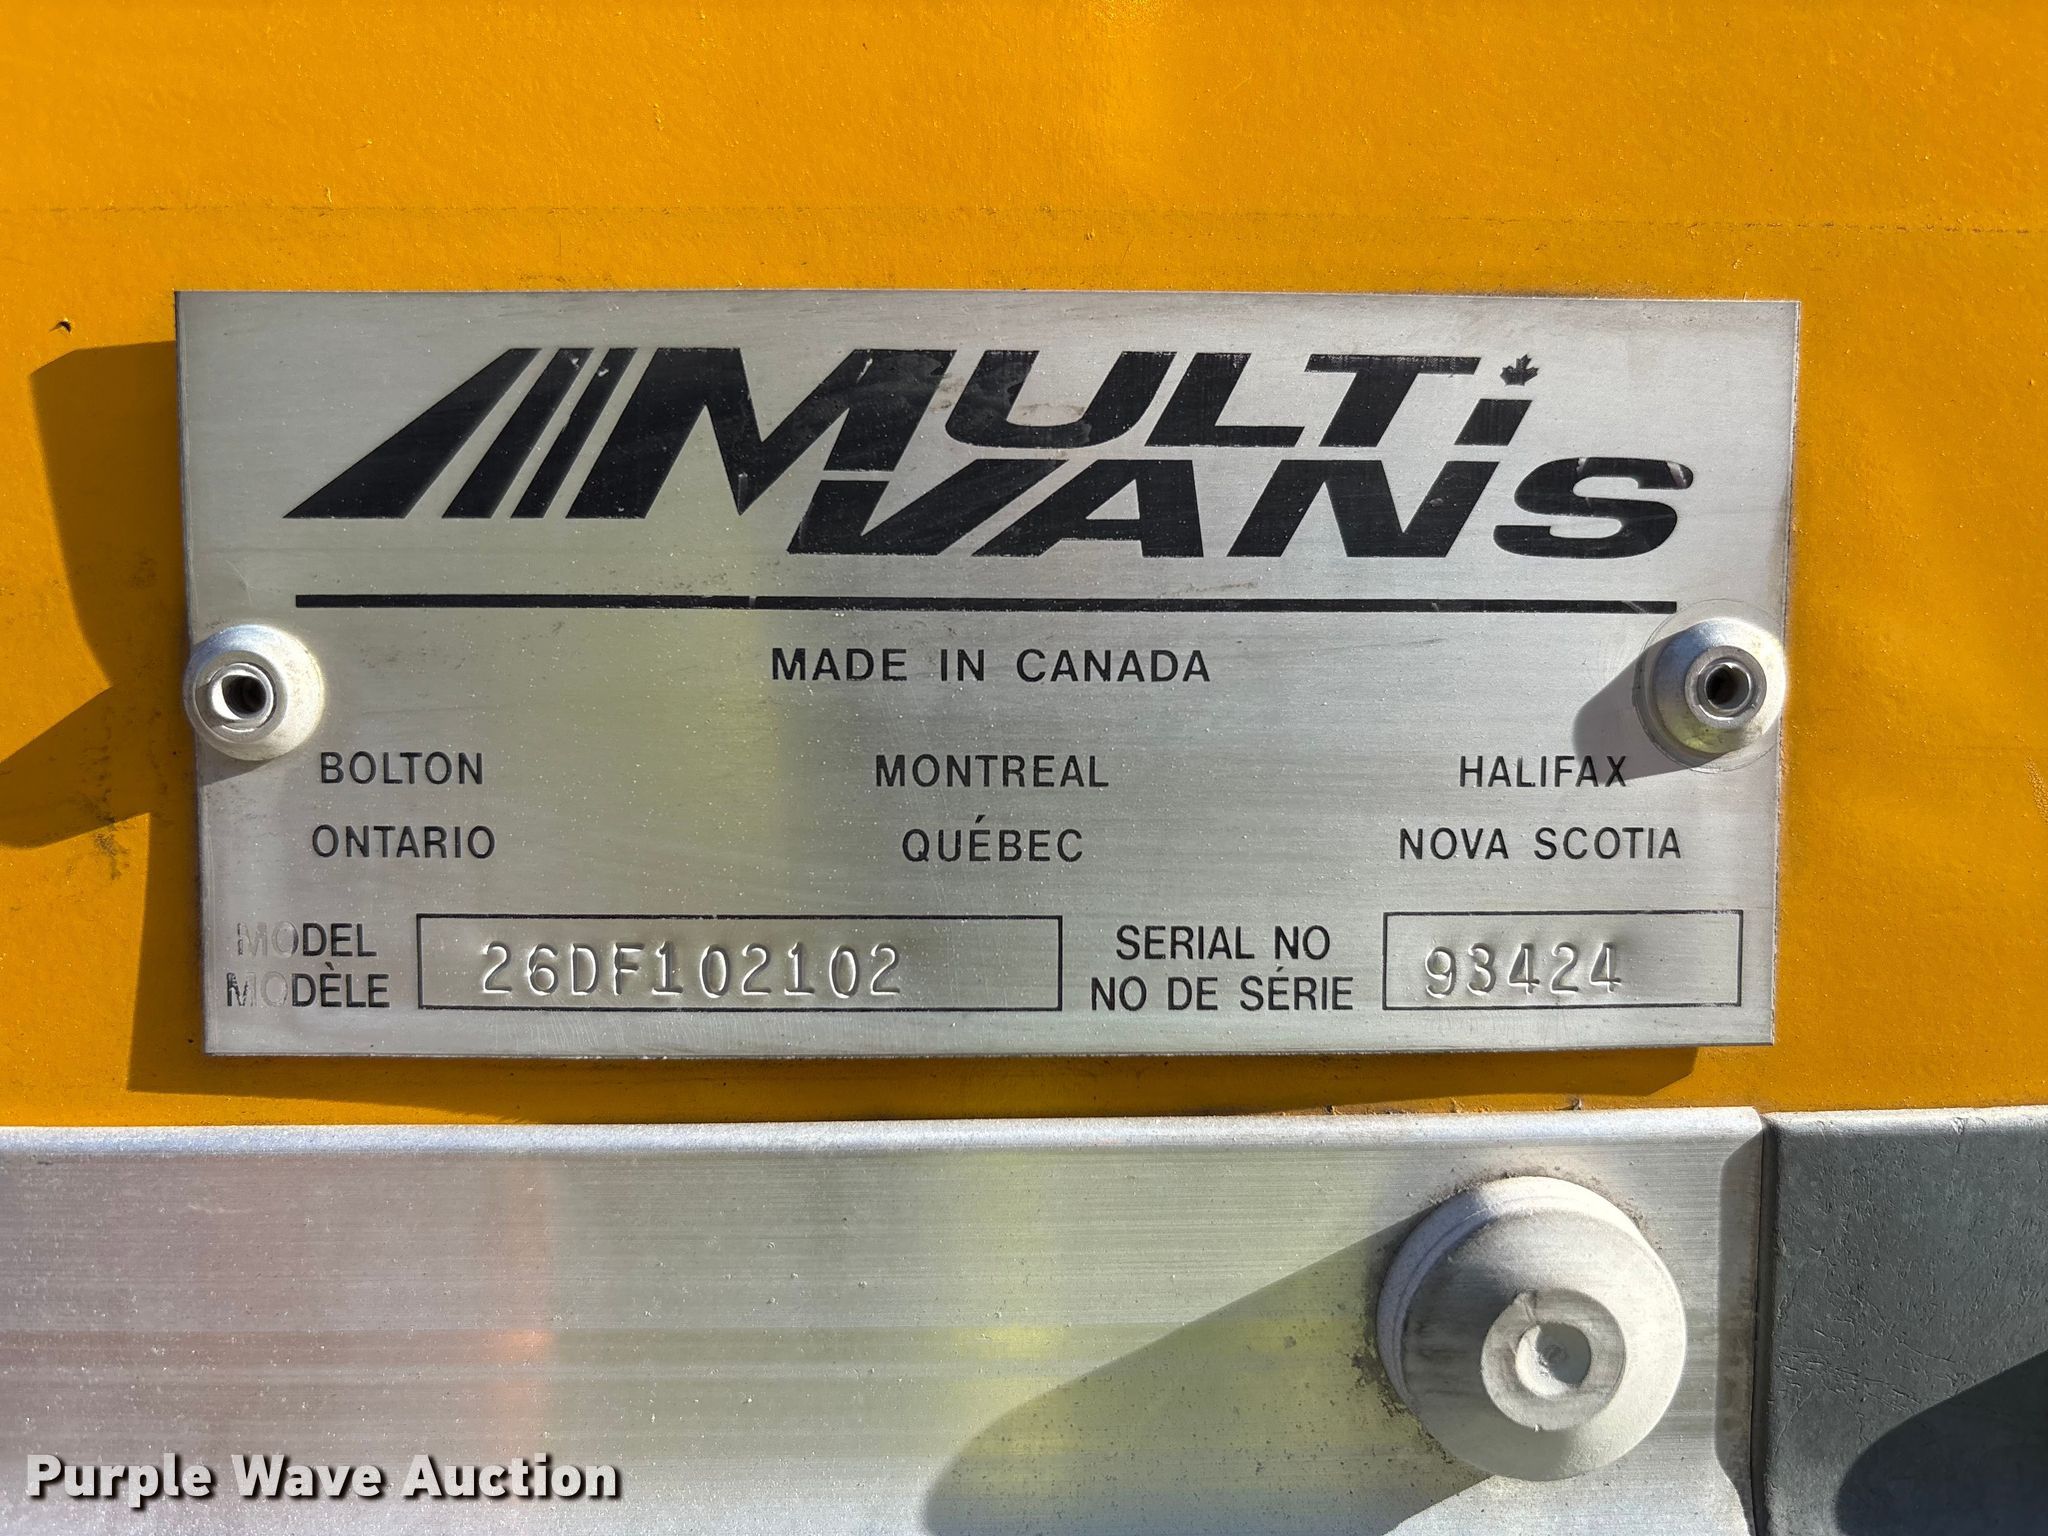 MULTi
VANS
MADE IN CANADA
BOLTON MONTREAL HALIFAX
ONTARIO QUÉBEC NOVA SCOTIA
MODEL
MODÈLE
26DF102102
SERIAL NO
NO DE SÉRIE
93424
Purple Wave Auction